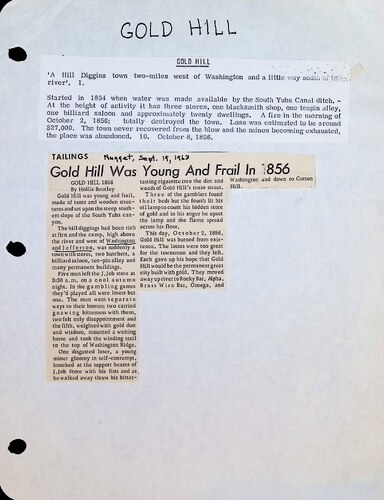 GOLD HILL
GOLD HILL
'A Hill Diggins town two-miles west of Washington and a little way south of the
river'. 1.
Started in 1854 when water was made available by the South Yuba Canal ditch. -
At the height of activity it has three stores, one blacksmith shop, one tenpin alley,
one billiard saloon and approximately twenty dwellings. A fire in the morning of
October 2, 1856; totally destroyed the town. Loss was estimated to be around
$27,000. The town never recovered from the blow and the mines becoming exhausted,
the place was abandoned. 10. October 8, 1856.
TAILINGS Nugget, Sept. 19, 1963
Gold Hill Was Young And Frail In 1856
GOLD HILL 1856
By Hollis Bentley
Gold Hill was young and frail,
made of tents and wooden struc-
tures and set upon the steep south-
ern slope of the South Yuba can-
yon.
The hill diggings had been rich
at first and the camp, high above
the river and west of Washington
and Jefferson, was suddenly a
town with stores, two butchers, a
billiard saloon, ten-pin alley and
many permanent buildings.
Five men left the J. Job store at
3:30 a.m. on a cool autumn
night. In the gambling games
they'd played all were losers but
one. The men went separate
ways to their homes; two carried
gnawing bitterness with them,
two felt only disappointment and
the fifth, weighted with gold dust
and wisdom, mounted a waiting
horse and took the winding trail
to the top of Washington Ridge.
One disgusted loser, a young
miner gloomy in self-contempt,
knocked at the support beams of
J. Job Store with his fists and as
he walked away threw his bitter-
tasting cigarette into the dirt and
weeds of Gold Hill's main street.
Three of the gamblers found
their beds but the fourth lit his
oil lamp to count his hidden store
of gold and in his anger he upset
the lamp and the flame spread
across his floor.
This day, October 2, 1856,
Gold Hill was burned from exis-
tence. The losses were too great
for the townsmen and they left.
Each gave up his hope that Gold
Hill would be the permanent great
city built with gold. They moved
away up river to Rocky Bar, Alpha,
Brass Wire Bar, Omega, and
Washington, and down to Cotton
Hill.